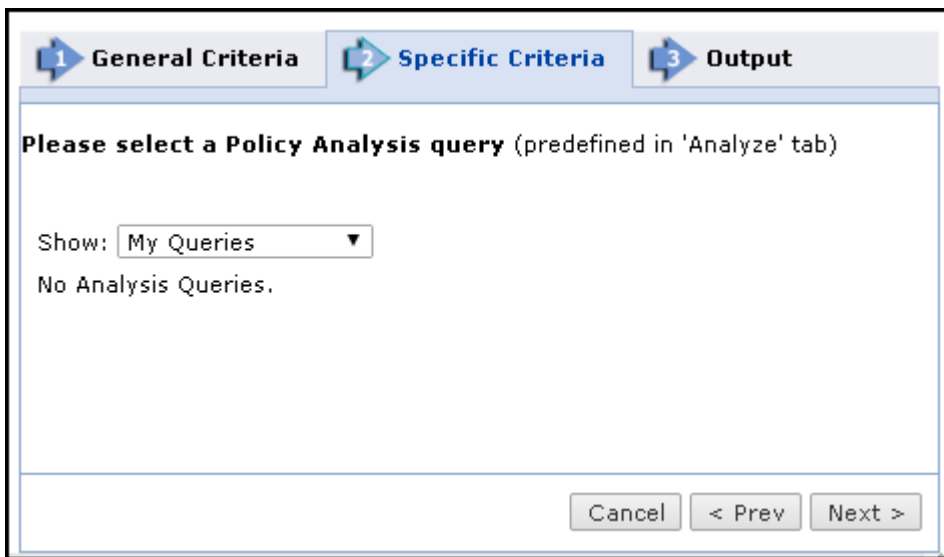 1 General Criteria 2 Specific Criteria 3 Output
Please select a Policy Analysis query (predefined in 'Analyze' tab)
Show: My Queries
No Analysis Queries.
Cancel < Prev Next >